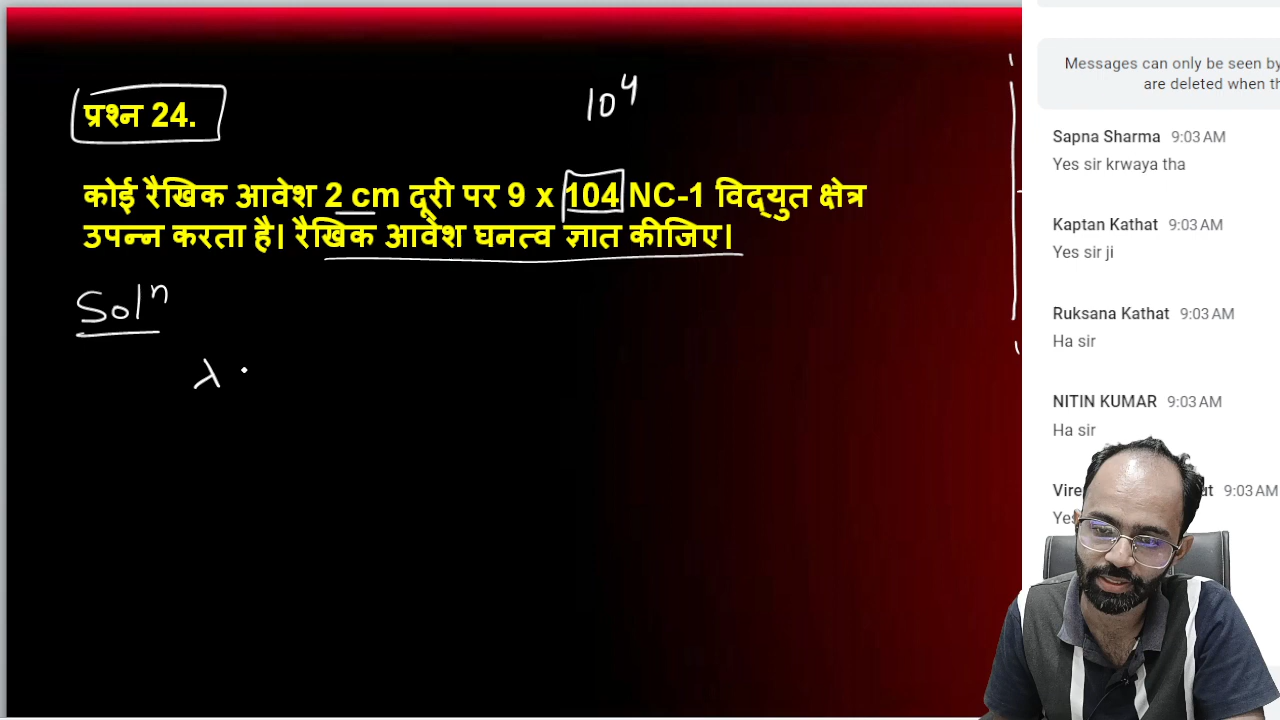 प्रश्न 24.
10⁴
कोई रैखिक आवेश 2 cm दूरी पर 9 x 104 NC-1 विद्युत क्षेत्र
उपन्न करता है। रैखिक आवेश घनत्व ज्ञात कीजिए।
Solⁿ
λ
Messages can only be seen by
are deleted when th
Sapna Sharma 9:03 AM
Yes sir krwaya tha
Kaptan Kathat 9:03 AM
Yes sir ji
Ruksana Kathat 9:03 AM
Ha sir
NITIN KUMAR 9:03 AM
Ha sir
9:03 AM